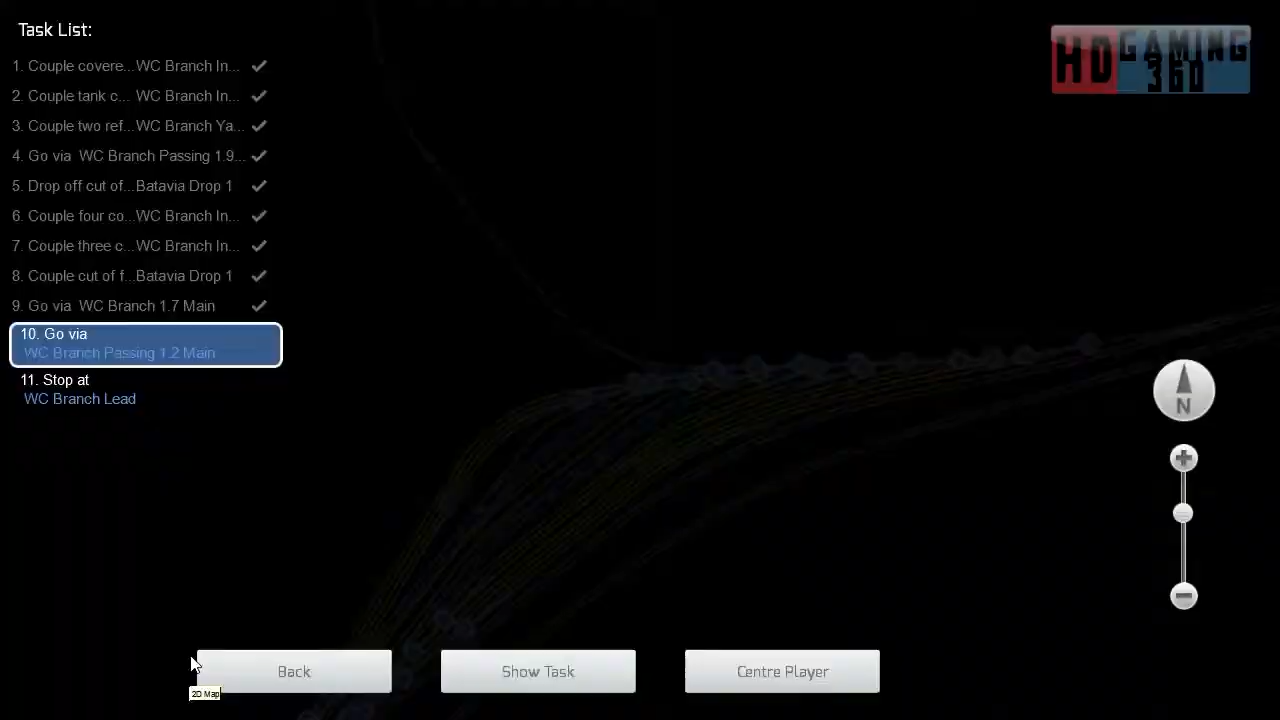 Task List:
1. Couple covere...WC Branch In...
2. Couple tank c... WC Branch In...
3. Couple two ref...WC Branch Ya...
4. Go via WC Branch Passing 1.9...
5. Drop off cut of...Batavia Drop 1
6. Couple four co...WC Branch In...
7. Couple three c...WC Branch In...
8. Couple cut of f...Batavia Drop 1
9. Go via WC Branch 1.7 Main
10. Go via
WC Branch Passing 1.2 Main
11. Stop at
WC Branch Lead
HD GAMING
360
N
Back
Show Task
Centre Player
2D Map